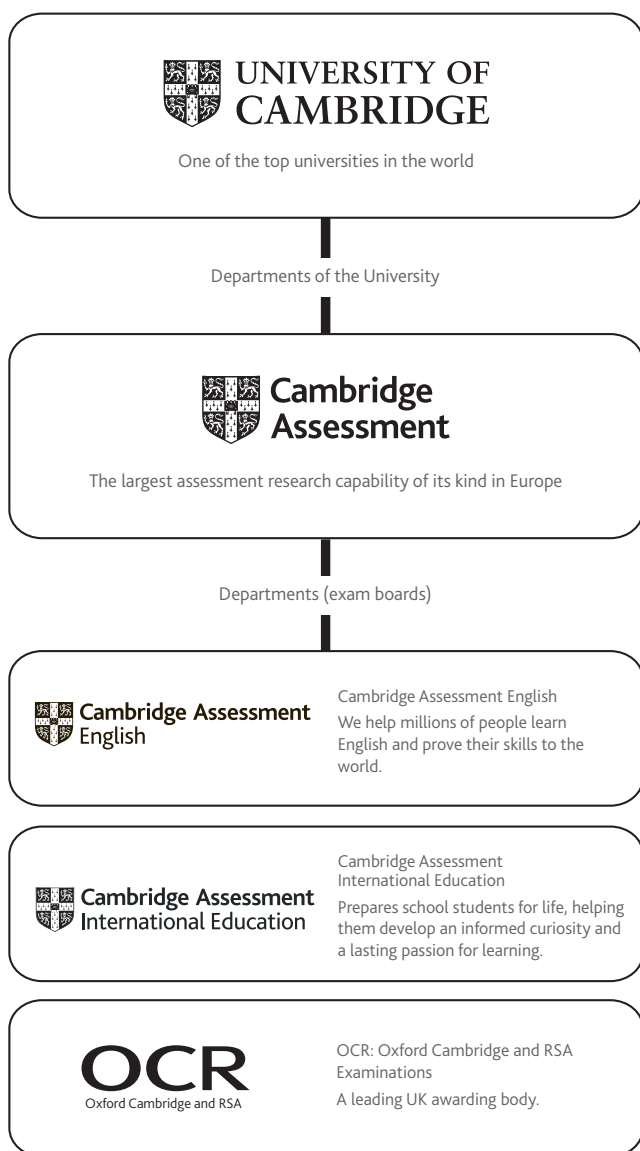 UNIVERSITY OF
CAMBRIDGE
One of the top universities in the world
Departments of the University
Cambridge
Assessment
The largest assessment research capability of its kind in Europe
Departments (exam boards)
Cambridge Assessment
English
Cambridge Assessment English
We help millions of people learn
English and prove their skills to the
world.
Cambridge Assessment
International Education
Cambridge Assessment
International Education
Prepares school students for life, helping
them develop an informed curiosity and
a lasting passion for learning.
OCR
Oxford Cambridge and RSA
OCR: Oxford Cambridge and RSA
Examinations
A leading UK awarding body.